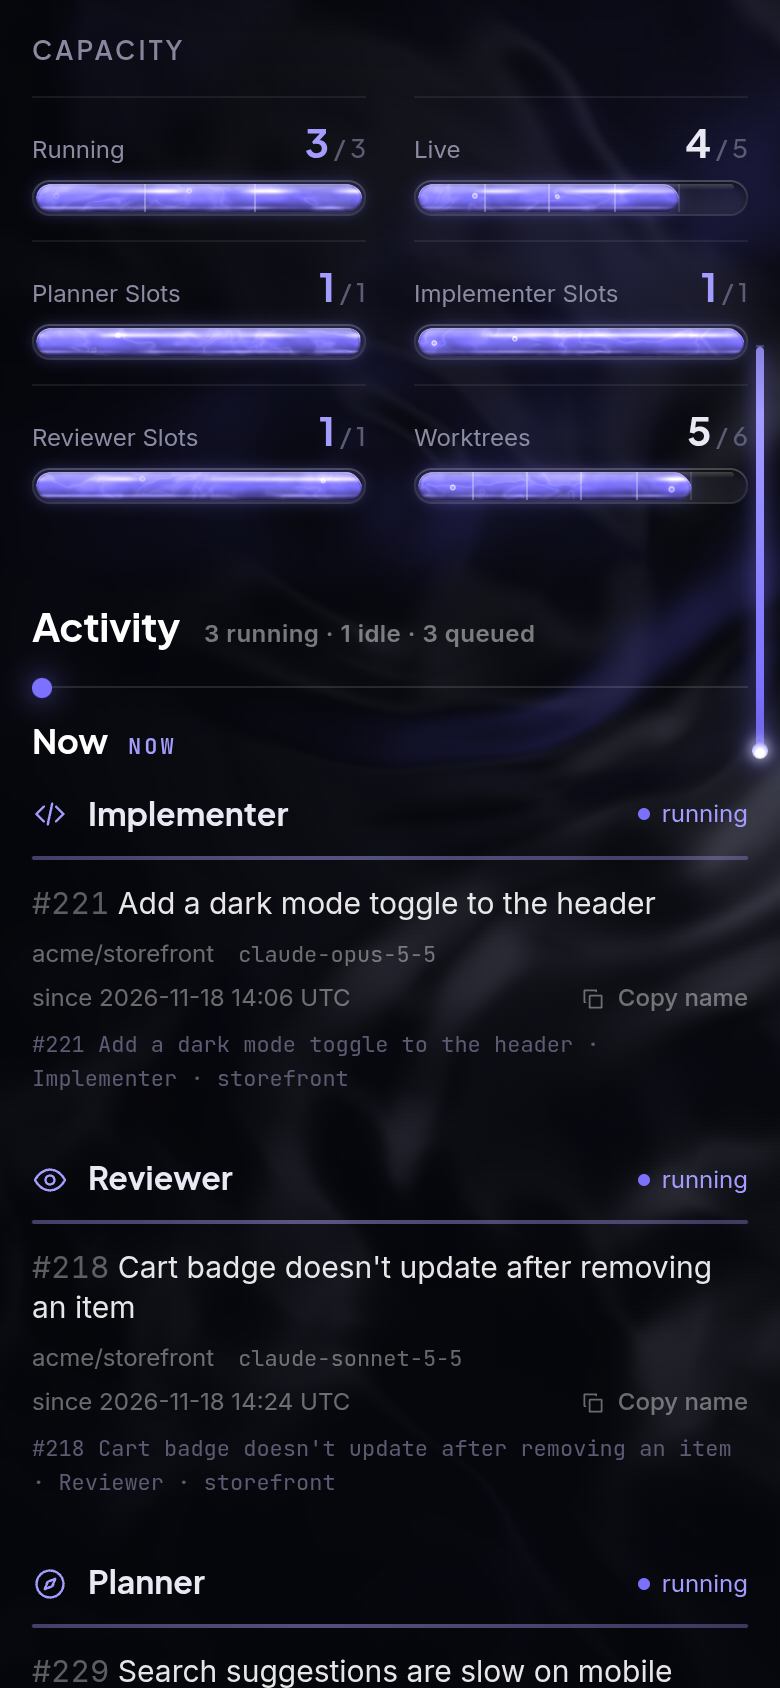 CAPACITY
Running 3/3
Live 4/5
Planner Slots 1/1
Implementer Slots 1/1
Reviewer Slots 1/1
Worktrees 5/6
Activity 3 running · 1 idle · 3 queued
Now NOW
Implementer running
#221 Add a dark mode toggle to the header
acme/storefront claude-opus-5-5
since 2026-11-18 14:06 UTC Copy name
#221 Add a dark mode toggle to the header ·
Implementer · storefront
Reviewer running
#218 Cart badge doesn't update after removing
an item
acme/storefront claude-sonnet-5-5
since 2026-11-18 14:24 UTC Copy name
#218 Cart badge doesn't update after removing an item
· Reviewer · storefront
Planner running
#229 Search suggestions are slow on mobile